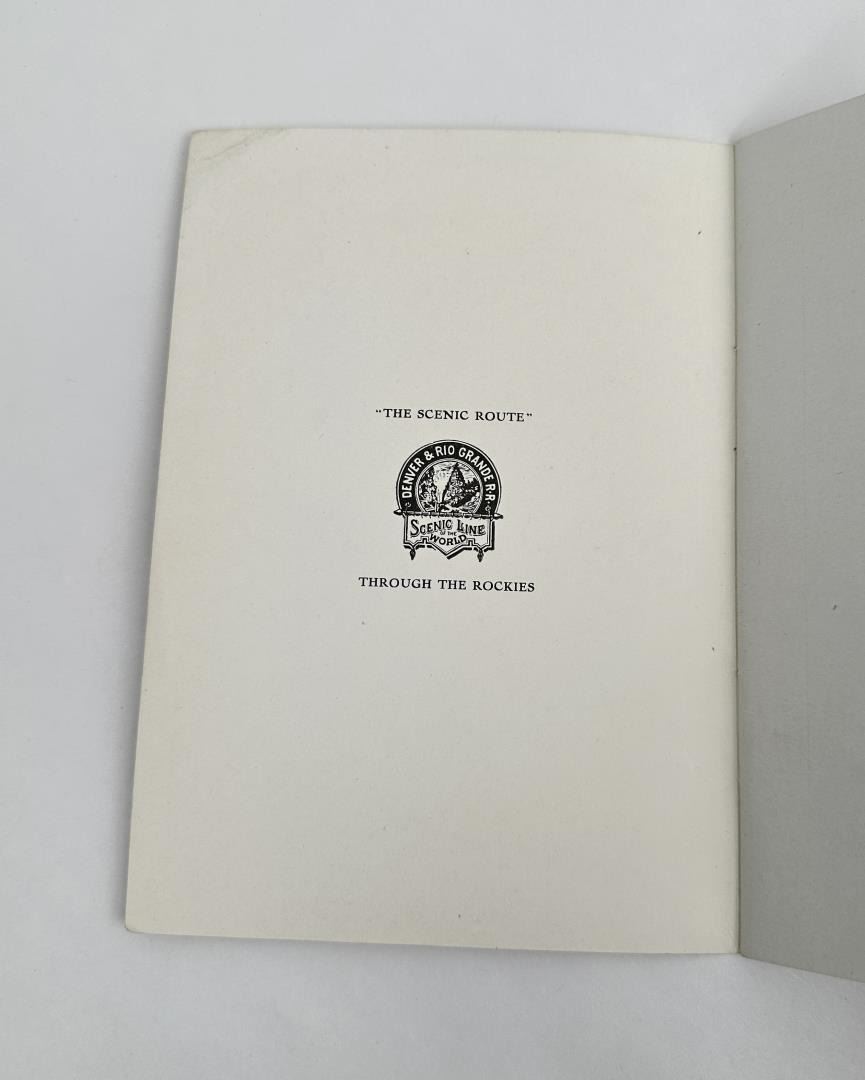 "THE SCENIC ROUTE"
DENVER & RIO GRANDE R.R.
SCENIC LINE
OF THE
WORLD
THROUGH THE ROCKIES